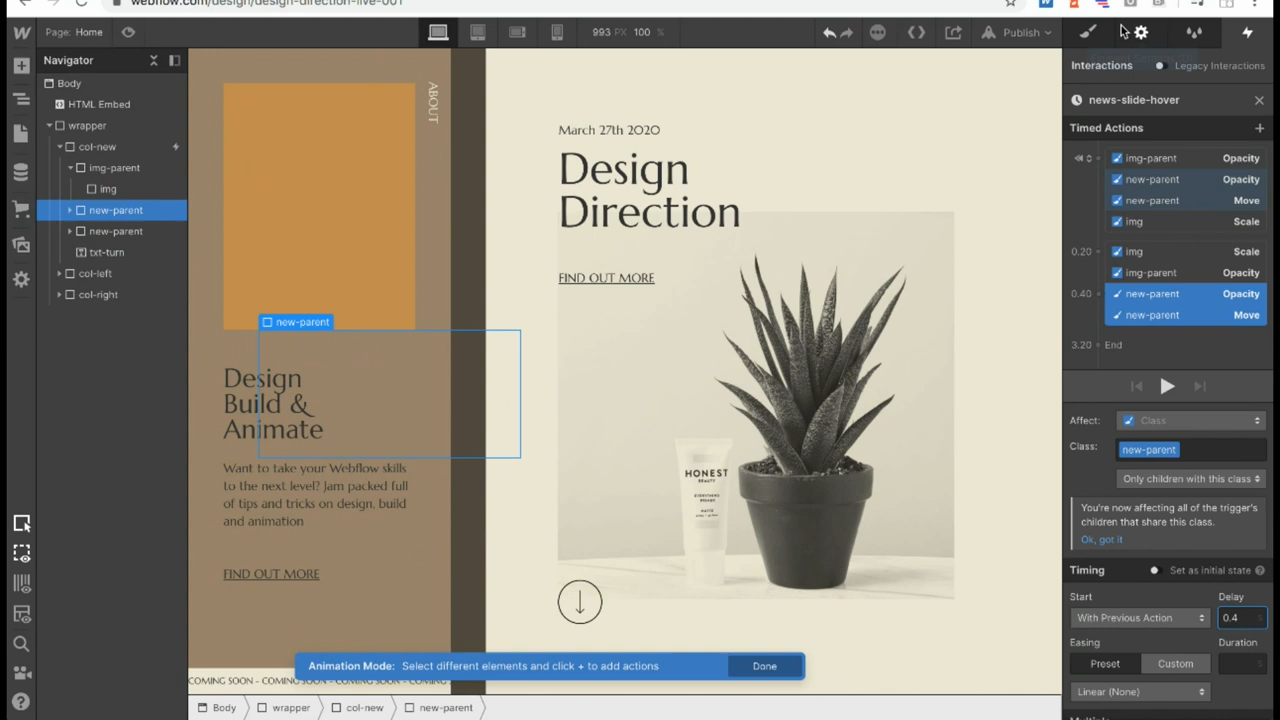 webflow.com/design/design-direction-live-001
Page: Home
993 PX 100 %
Publish
Navigator
Body
HTML Embed
wrapper
col-new
img-parent
img
new-parent
new-parent
txt-turn
col-left
col-right
ABOUT
new-parent
Design
Build &
Animate
Want to take your Webflow skills
to the next level? Jam packed full
of tips and tricks on design, build
and animation
FIND OUT MORE
COMING SOON - COMING SOON - COMING SOON - COMING
March 27th 2020
Design
Direction
FIND OUT MORE
HONEST
BEAUTY
Animation Mode: Select different elements and click + to add actions
Done
Body
wrapper
col-new
new-parent
Interactions
Legacy Interactions
news-slide-hover
Timed Actions
img-parent Opacity
new-parent Opacity
new-parent Move
img Scale
0.20 img Scale
img-parent Opacity
0.40 new-parent Opacity
new-parent Move
3.20 End
Affect: Class
Class: new-parent
Only children with this class
You're now affecting all of the trigger's
children that share this class.
Ok, got it
Timing
Set as initial state
Start
Delay
With Previous Action
0.4
Easing
Duration
Preset
Custom
Linear (None)